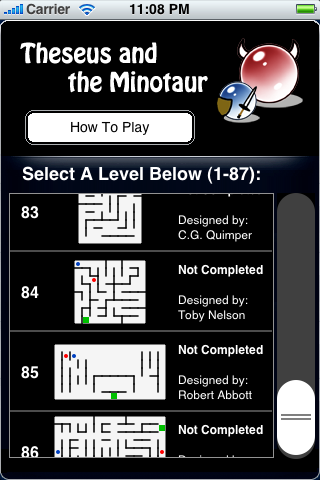 Carrier 11:08 PM
Theseus and
the Minotaur
How To Play
Select A Level Below (1-87):
83
Designed by:
C.G. Quimper
84
Not Completed
Designed by:
Toby Nelson
85
Not Completed
Designed by:
Robert Abbott
86
Not Completed